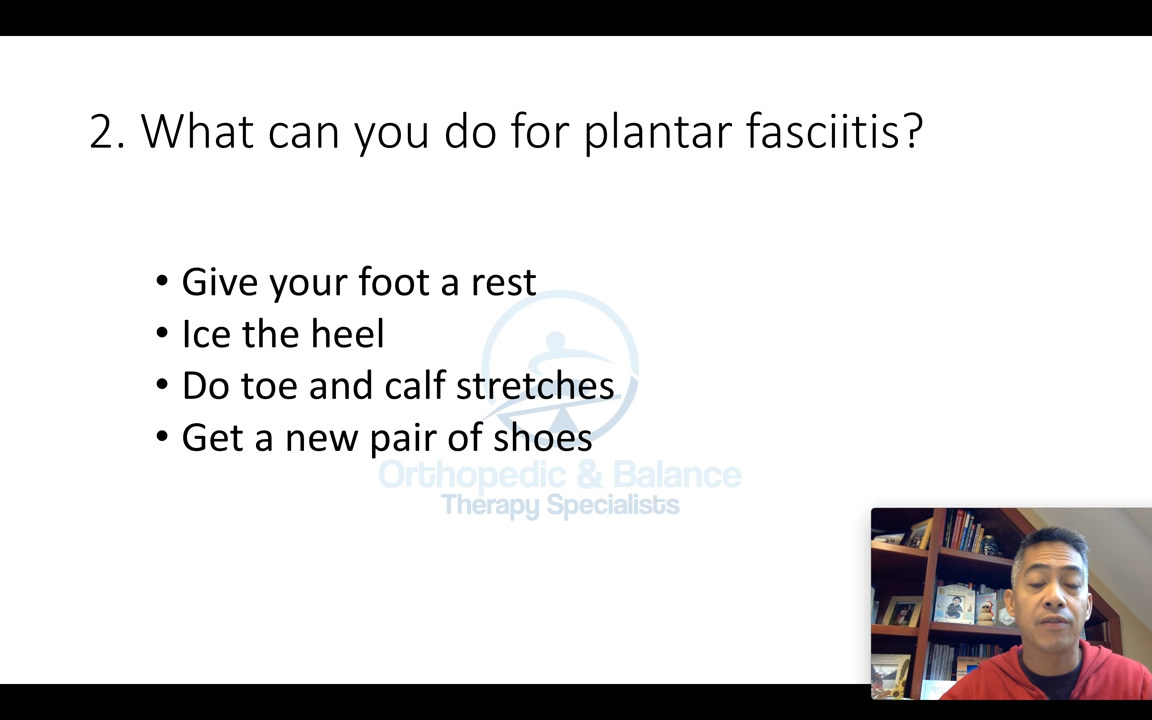 2. What can you do for plantar fasciitis?
• Give your foot a rest
• Ice the heel
• Do toe and calf stretches
• Get a new pair of shoes
Orthopedic & Balance
Therapy Specialists